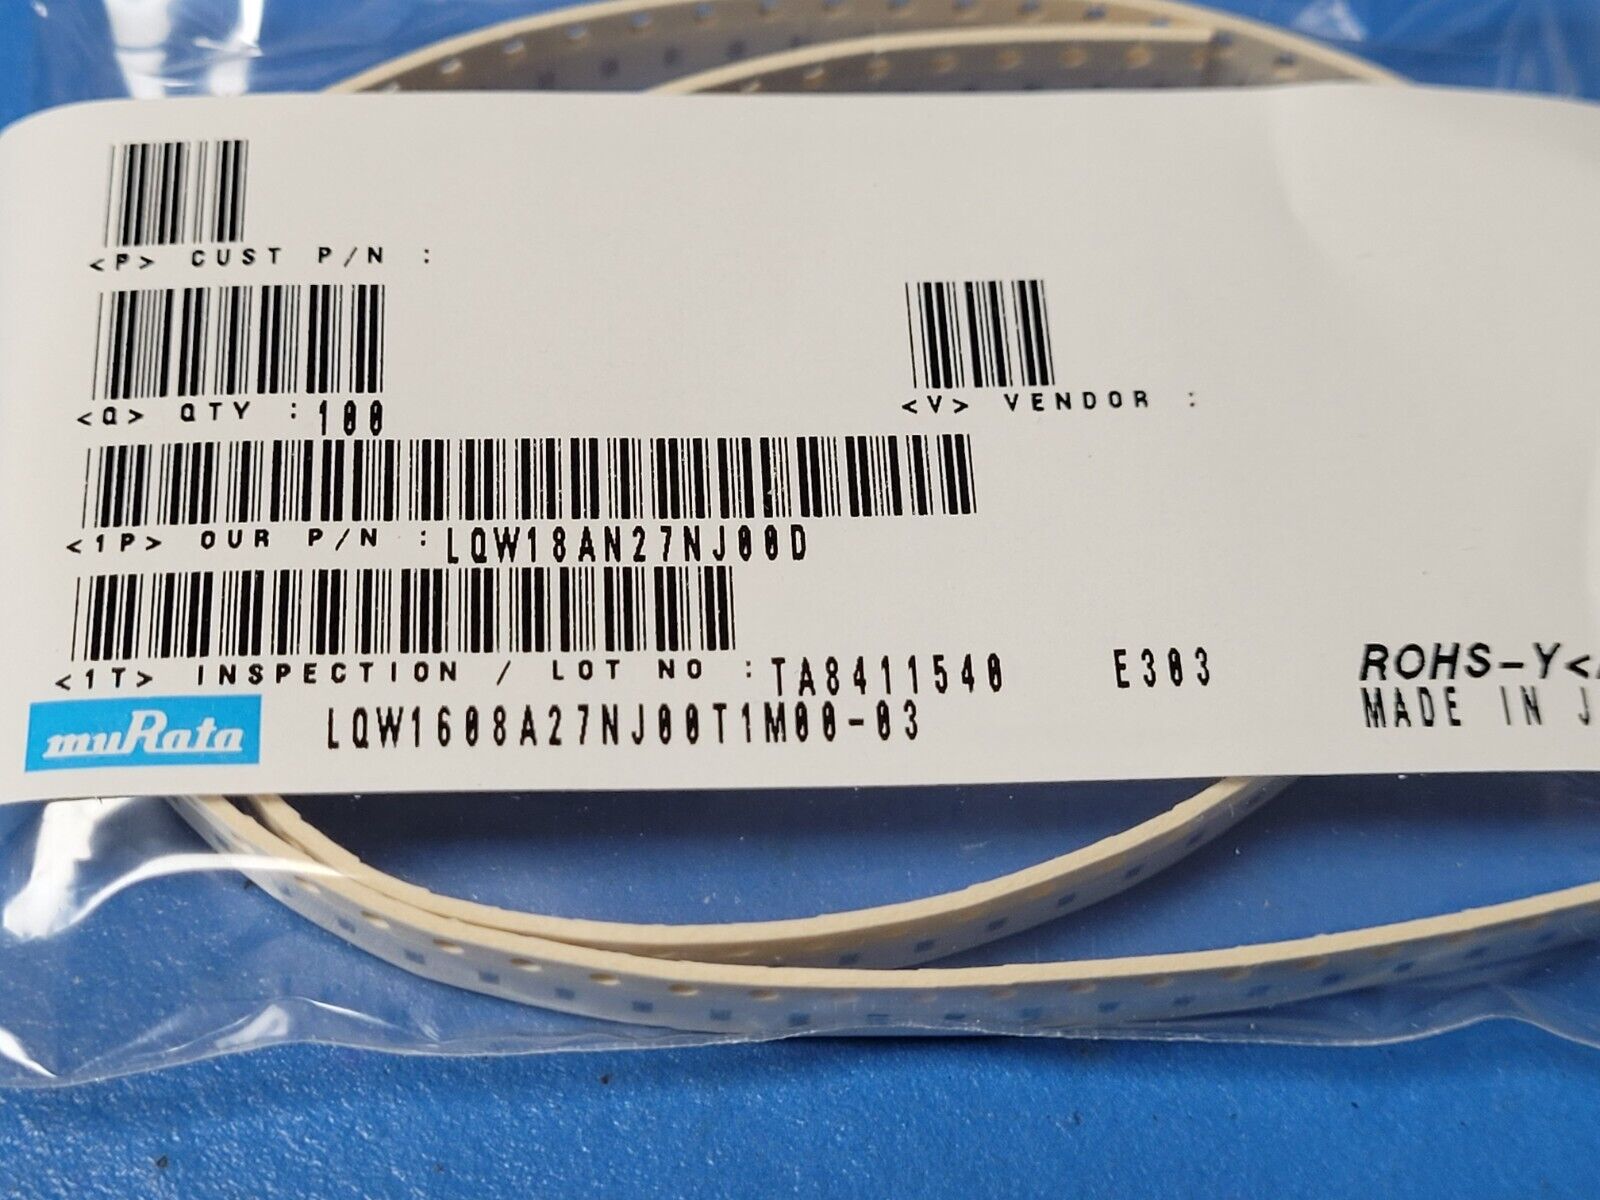 <P> CUST P/N :
<Q> QTY : 100
<V> VENDOR :
<1P> OUR P/N : LQW18AN27NJ00D
<1T> INSPECTION / LOT NO : TA8411540 E303 ROHS-Y<
muRata LQW1608A27NJ00T1M00-03 MADE IN J